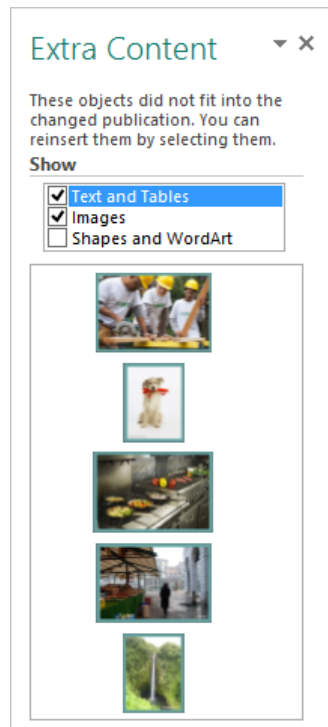 Extra Content
These objects did not fit into the
changed publication. You can
reinsert them by selecting them.
Show
Text and Tables
Images
Shapes and WordArt